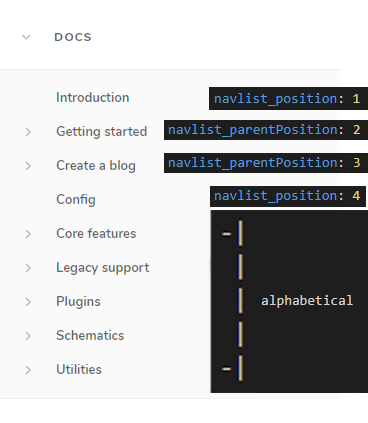 DOCS
Introduction navlist_position: 1
Getting started navlist_parentPosition: 2
Create a blog navlist_parentPosition: 3
Config navlist_position: 4
Core features
Legacy support
Plugins alphabetical
Schematics
Utilities